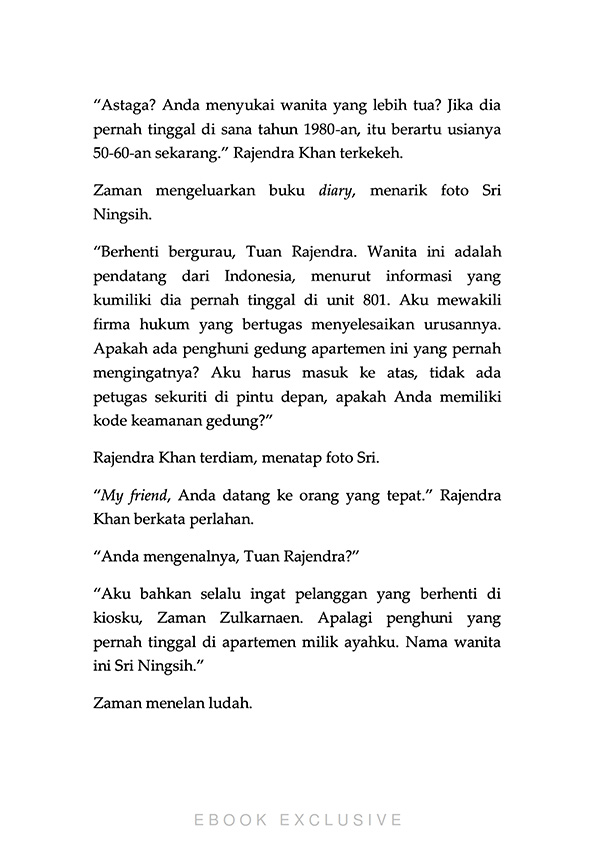 “Astaga? Anda menyukai wanita yang lebih tua? Jika dia
pernah tinggal di sana tahun 1980-an, itu berartu usianya
50-60-an sekarang.” Rajendra Khan terkekeh.
Zaman mengeluarkan buku diary, menarik foto Sri
Ningsih.
“Berhenti bergurau, Tuan Rajendra. Wanita ini adalah
pendatang dari Indonesia, menurut informasi yang
kumiliki dia pernah tinggal di unit 801. Aku mewakili
firma hukum yang bertugas menyelesaikan urusannya.
Apakah ada penghuni gedung apartemen ini yang pernah
mengingatnya? Aku harus masuk ke atas, tidak ada
petugas sekuriti di pintu depan, apakah Anda memiliki
kode keamanan gedung?”
Rajendra Khan terdiam, menatap foto Sri.
“My friend, Anda datang ke orang yang tepat.” Rajendra
Khan berkata perlahan.
“Anda mengenalnya, Tuan Rajendra?”
“Aku bahkan selalu ingat pelanggan yang berhenti di
kiosku, Zaman Zulkarnaen. Apalagi penghuni yang
pernah tinggal di apartemen milik ayahku. Nama wanita
ini Sri Ningsih.”
Zaman menelan ludah.
EBOOK EXCLUSIVE